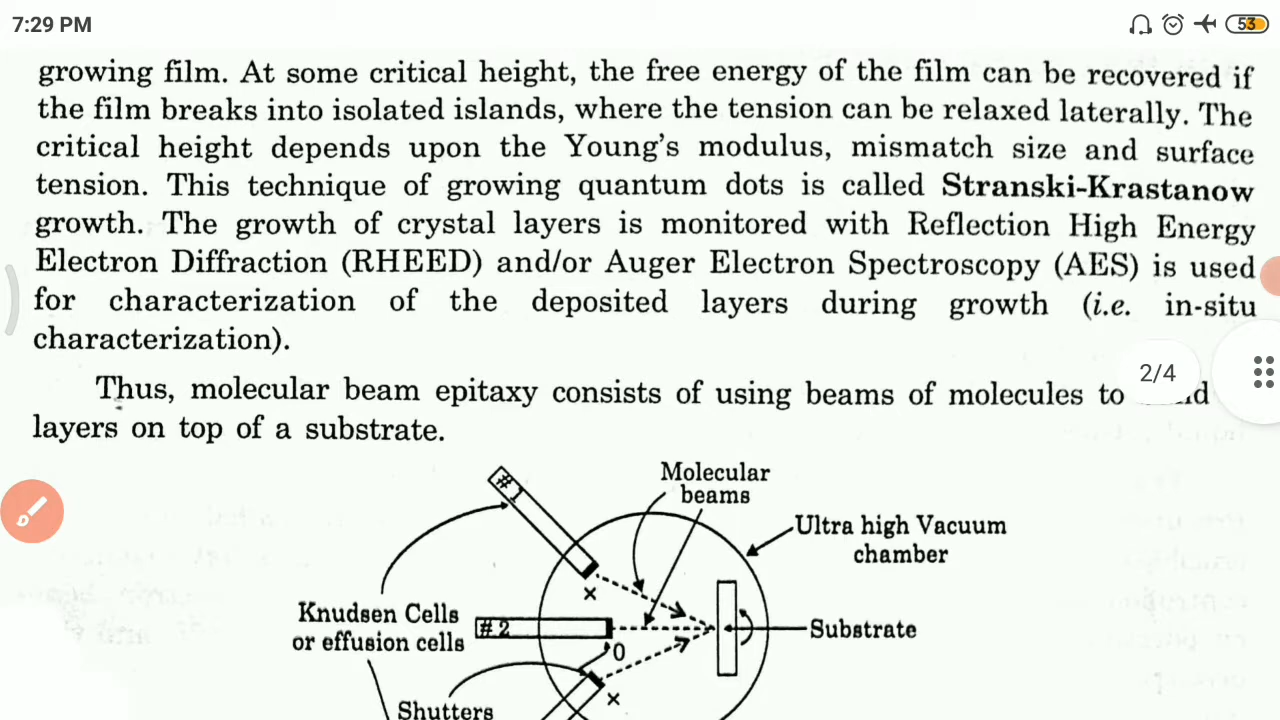 7:29 PM
53
growing film. At some critical height, the free energy of the film can be recovered if
the film breaks into isolated islands, where the tension can be relaxed laterally. The
critical height depends upon the Young's modulus, mismatch size and surface
tension. This technique of growing quantum dots is called Stranski-Krastanow
growth. The growth of crystal layers is monitored with Reflection High Energy
Electron Diffraction (RHEED) and/or Auger Electron Spectroscopy (AES) is used
for characterization of the deposited layers during growth (i.e. in-situ
characterization).
2/4
Thus, molecular beam epitaxy consists of using beams of molecules to
layers on top of a substrate.
Molecular
beams
#1
Ultra high Vacuum
chamber
×
Knudsen Cells
or effusion cells
#2
Substrate
0
×
Shutters